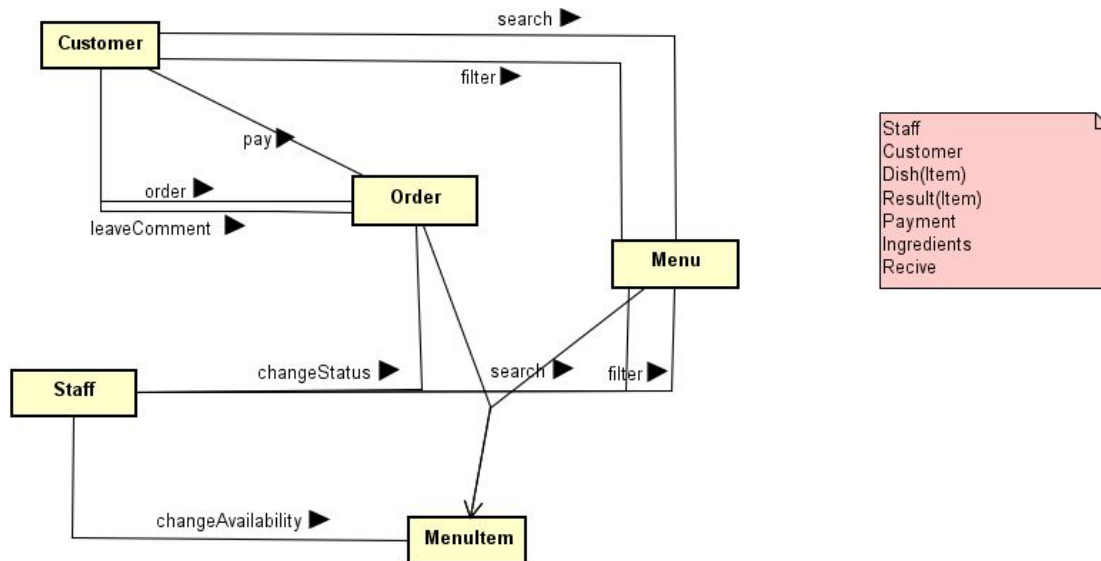 search
Customer
filter
Staff
Customer
Dish(Item)
Result(Item)
Payment
Ingredients
Recive
pay
order
Order
leaveComment
Menu
changeStatus
search
filter
Staff
changeAvailability
MenuItem